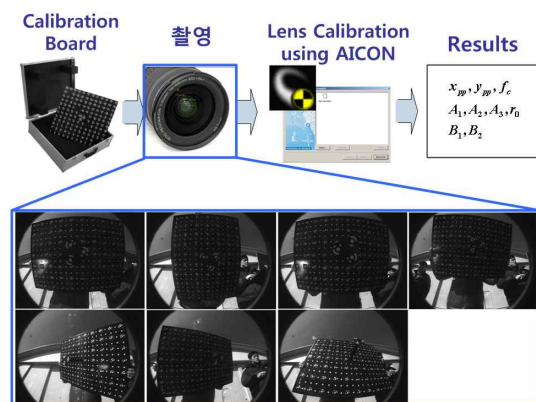 Calibration
Board
촬영
Lens Calibration
using AICON
Results
x_pp, y_pp, f_c
A_1, A_2, A_3, r_0
B_1, B_2